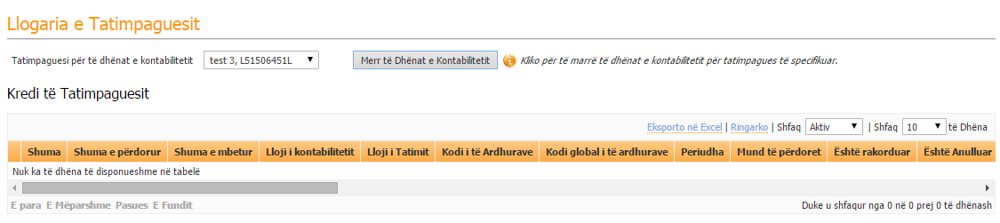 Llogaria e Tatimpaguesit
Tatimpaguesi për të dhënat e kontabilitetit test 3, L51506451L Merr të Dhënat e Kontabilitetit Kliko për të marrë të dhënat e kontabilitetit për tatimpagues të specifikuar.
Kredi të Tatimpaguesit
Eksporto në Excel | Ringarko | Shfaq Aktiv | Shfaq 10 të Dhëna
Shuma Shuma e përdorur Shuma e mbetur Lloji i kontabilitetit Lloji i Tatimit Kodi i të Ardhurave Kodi global i të ardhurave Periudha Mund të përdoret Është rakorduar Është Anulluar
Nuk ka të dhëna të disponueshme në tabelë
E para E Mëparshme Pasues E Fundit Duke u shfaqur nga 0 në 0 prej 0 të dhënash